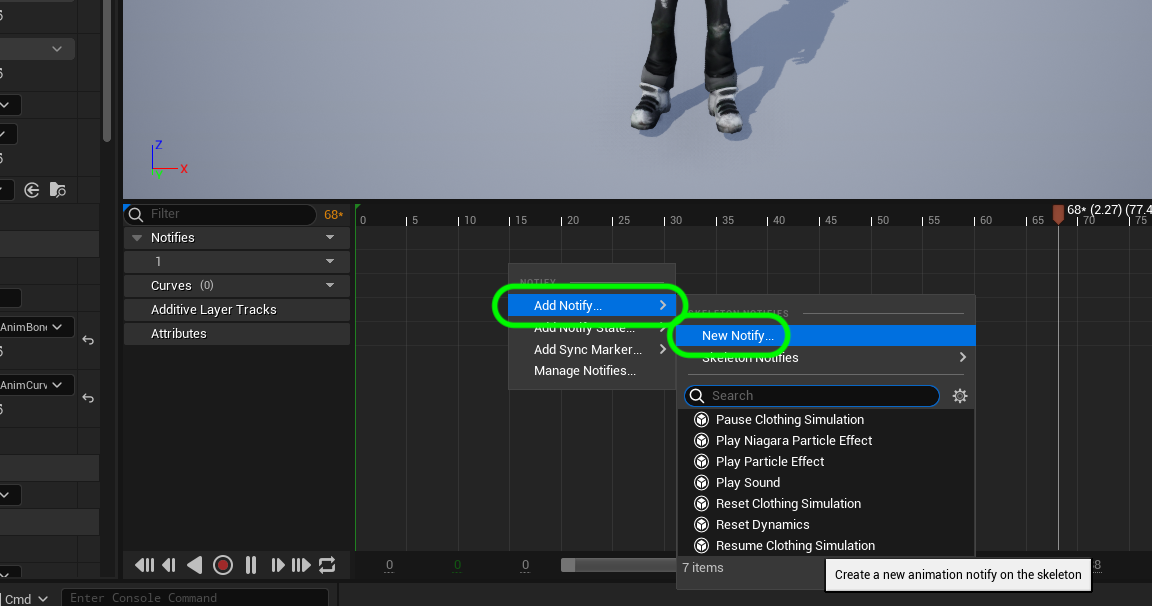 Z
X
Filter
68*
0 5 10 15 20 25 30 35 40 45 50 55 60 65 70 75
68* (2.27) (77.4
Notifies
1
Curves (0)
Additive Layer Tracks
Attributes
NOTIFY
Add Notify...
Add Notify State...
Add Sync Marker...
Manage Notifies...
SKELETON NOTIFIES
New Notify...
Skeleton Notifies
Search
Pause Clothing Simulation
Play Niagara Particle Effect
Play Particle Effect
Play Sound
Reset Clothing Simulation
Reset Dynamics
Resume Clothing Simulation
7 items
Create a new animation notify on the skeleton
AnimBone
AnimCurv
0
0
0
Cmd
Enter Console Command